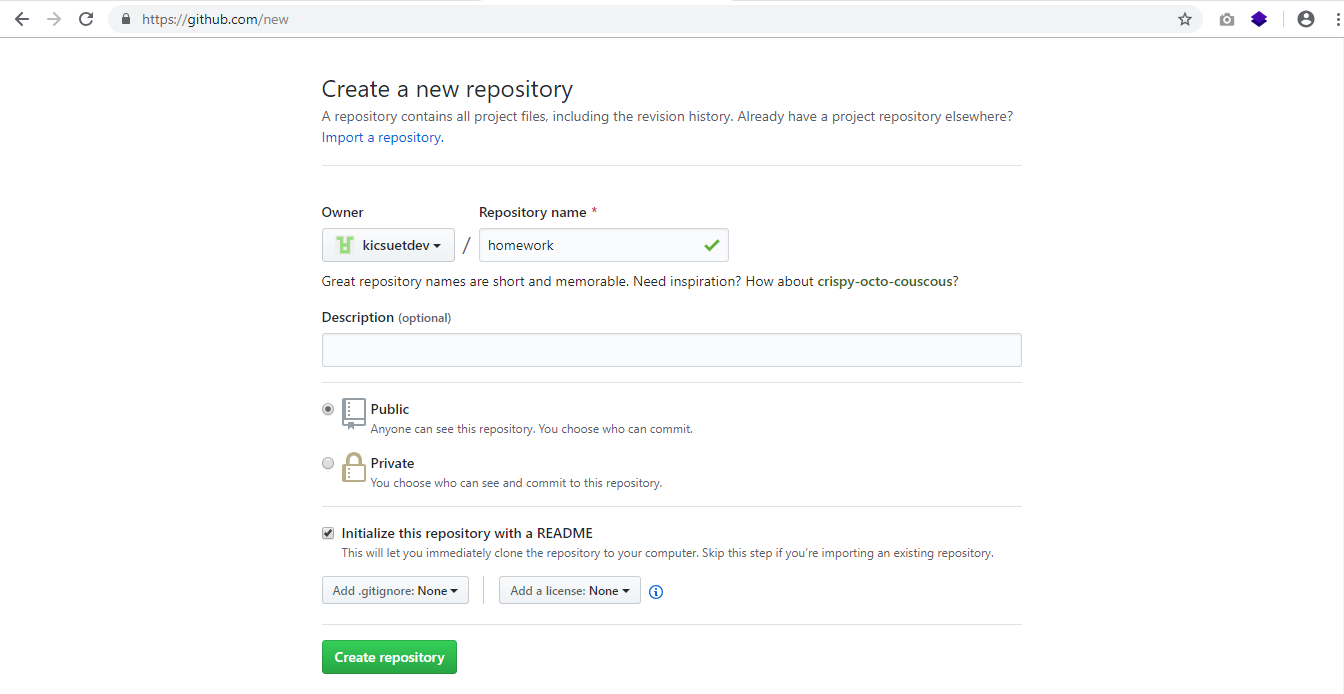 https://github.com/new
Create a new repository
A repository contains all project files, including the revision history. Already have a project repository elsewhere?
Import a repository.
Owner
Repository name *
kicsuetdev / homework
Great repository names are short and memorable. Need inspiration? How about crispy-octo-couscous?
Description (optional)
Public
Anyone can see this repository. You choose who can commit.
Private
You choose who can see and commit to this repository.
Initialize this repository with a README
This will let you immediately clone the repository to your computer. Skip this step if you’re importing an existing repository.
Add .gitignore: None
Add a license: None
Create repository